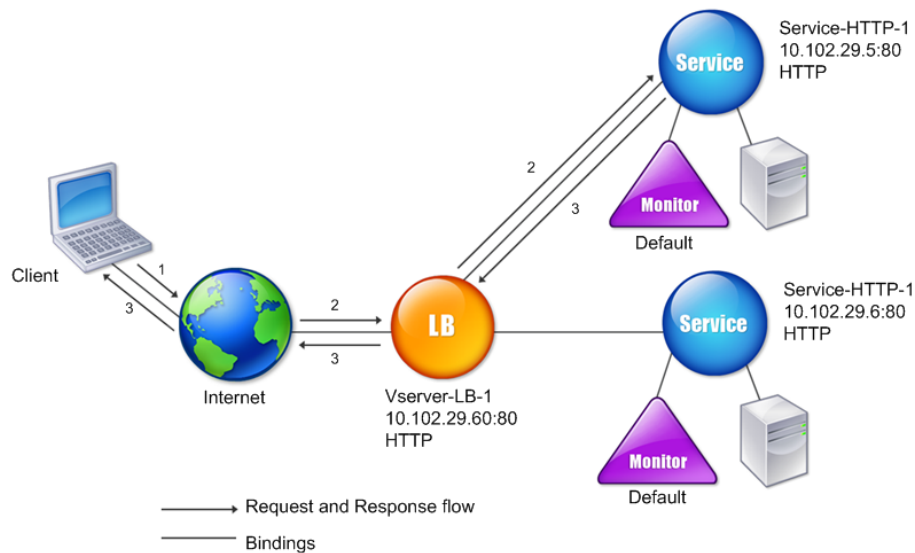 Service-HTTP-1
10.102.29.5:80
HTTP
Service
2
3
Monitor
Default
Client
1
3
2
3
Internet
LB
Vserver-LB-1
10.102.29.60:80
HTTP
Service-HTTP-1
10.102.29.6:80
HTTP
Service
Monitor
Default
Request and Response flow
Bindings